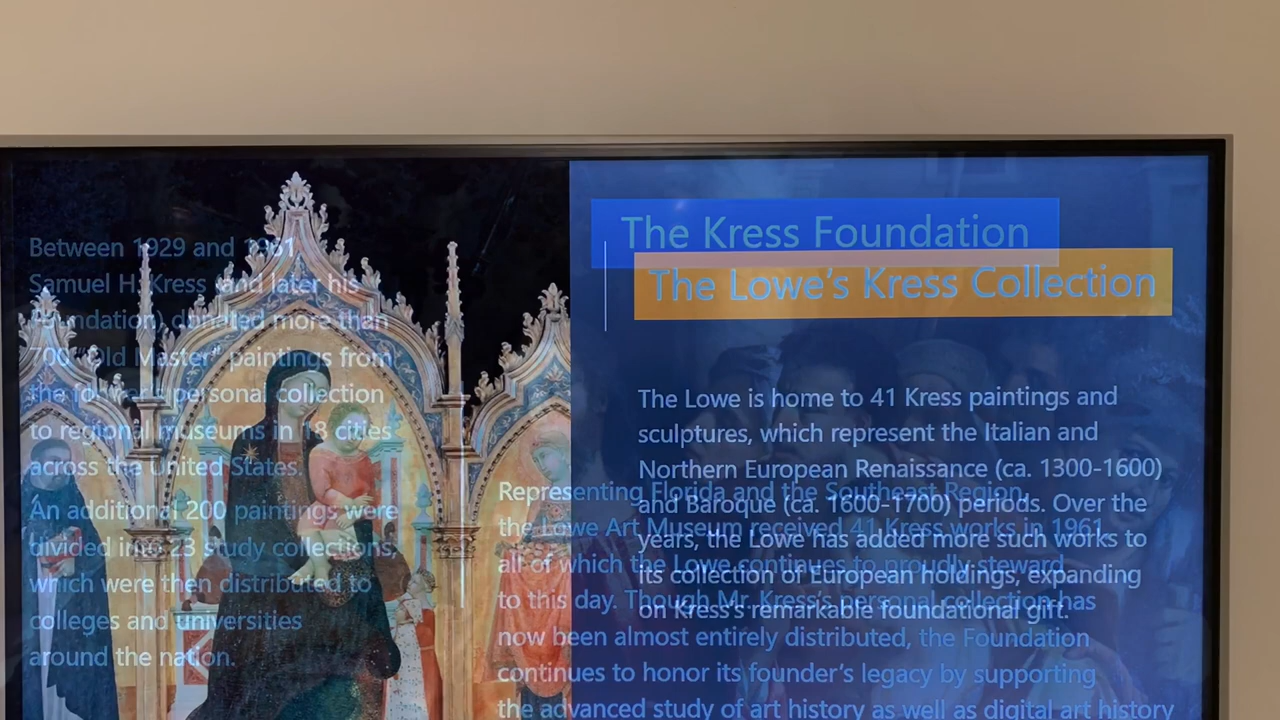 The Kress Foundation
The Lowe's Kress Collection
Between 1929 and 1961
Samuel H. Kress (and later his
Foundation) donated more than
700 "Old Master" paintings from
the former's personal collection
to regional museums in 18 cities
across the United States.
An additional 200 paintings were
divided into 23 study collections,
which were then distributed to
colleges and universities
around the nation.
The Lowe is home to 41 Kress paintings and
sculptures, which represent the Italian and
Northern European Renaissance (ca. 1300-1600)
and Baroque (ca. 1600-1700) periods. Over the
years, the Lowe has added more such works to
its collection of European holdings, expanding
on Kress's remarkable foundational gift.
Representing Florida and the Southeast Region,
the Lowe Art Museum received 41 Kress works in 1961,
all of which the Lowe continues to proudly steward
to this day. Though Mr. Kress's personal collection has
now been almost entirely distributed, the Foundation
continues to honor its founder's legacy by supporting
the advanced study of art history as well as digital art history